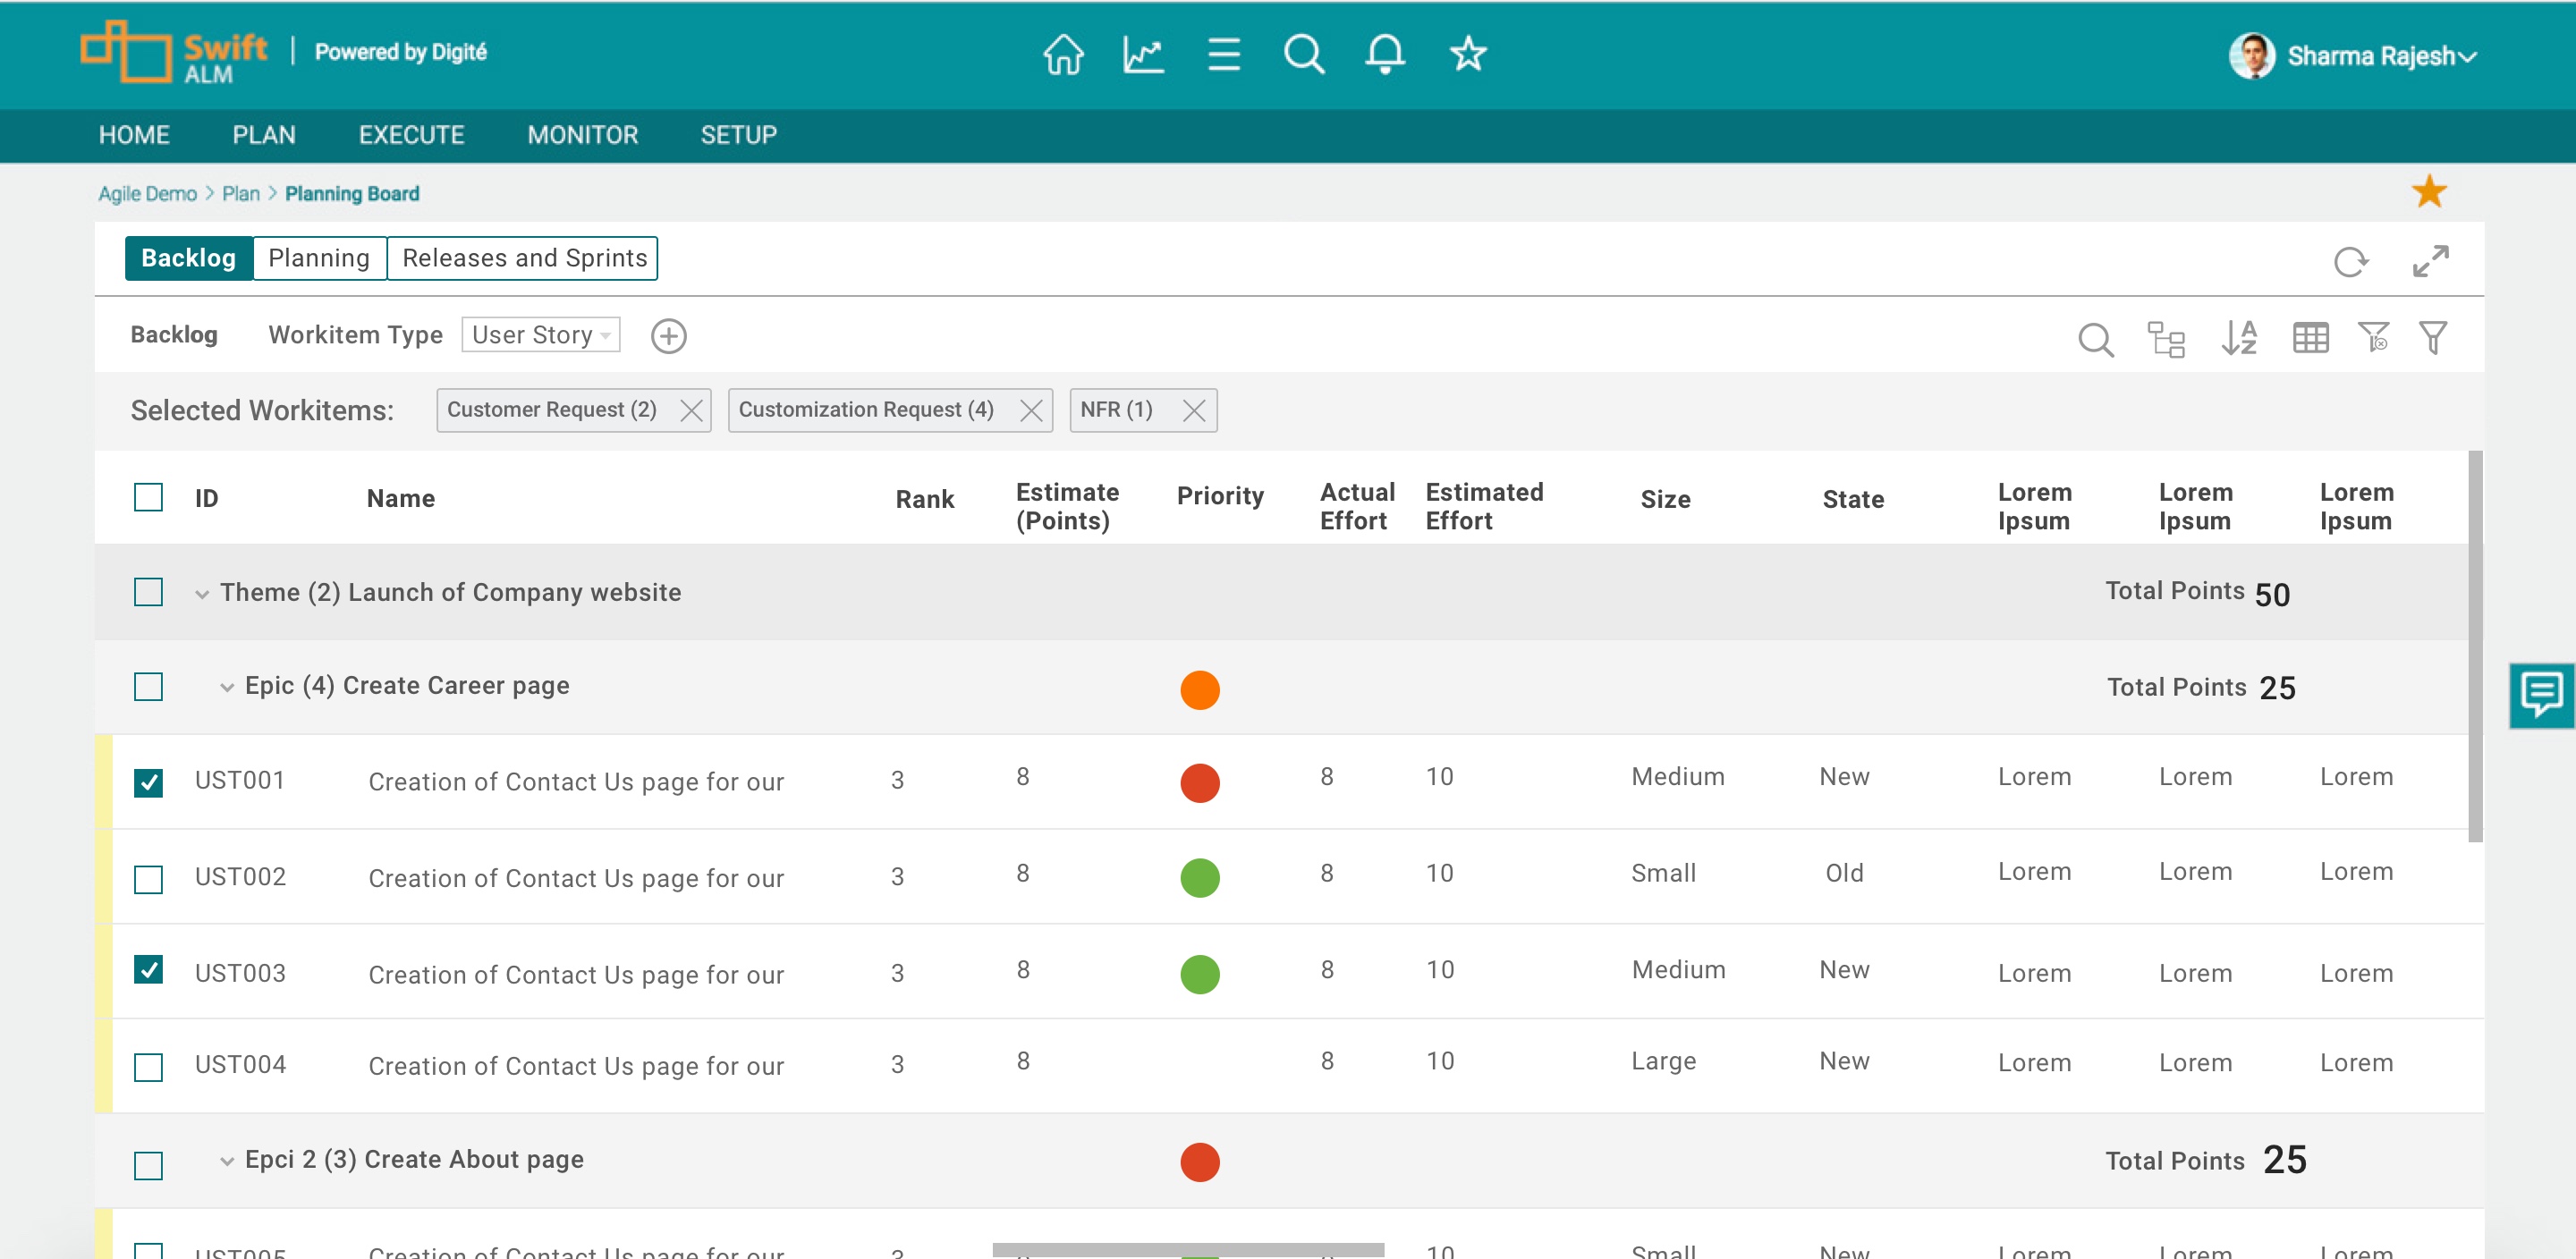 Swift ALM | Powered by Digité
Sharma Rajesh
HOME PLAN EXECUTE MONITOR SETUP
Agile Demo > Plan > Planning Board
Backlog Planning Releases and Sprints
Backlog Workitem Type User Story
Selected Workitems: Customer Request (2) Customization Request (4) NFR (1)
ID Name Rank Estimate (Points) Priority Actual Effort Estimated Effort Size State Lorem Ipsum Lorem Ipsum Lorem Ipsum
Theme (2) Launch of Company website Total Points 50
Epic (4) Create Career page Total Points 25
UST001 Creation of Contact Us page for our 3 8 8 10 Medium New Lorem Lorem Lorem
UST002 Creation of Contact Us page for our 3 8 8 10 Small Old Lorem Lorem Lorem
UST003 Creation of Contact Us page for our 3 8 8 10 Medium New Lorem Lorem Lorem
UST004 Creation of Contact Us page for our 3 8 8 10 Large New Lorem Lorem Lorem
Epci 2 (3) Create About page Total Points 25
UST005 Creation of Contact Us page for our 3 10 Small New Lorem Lorem Lorem